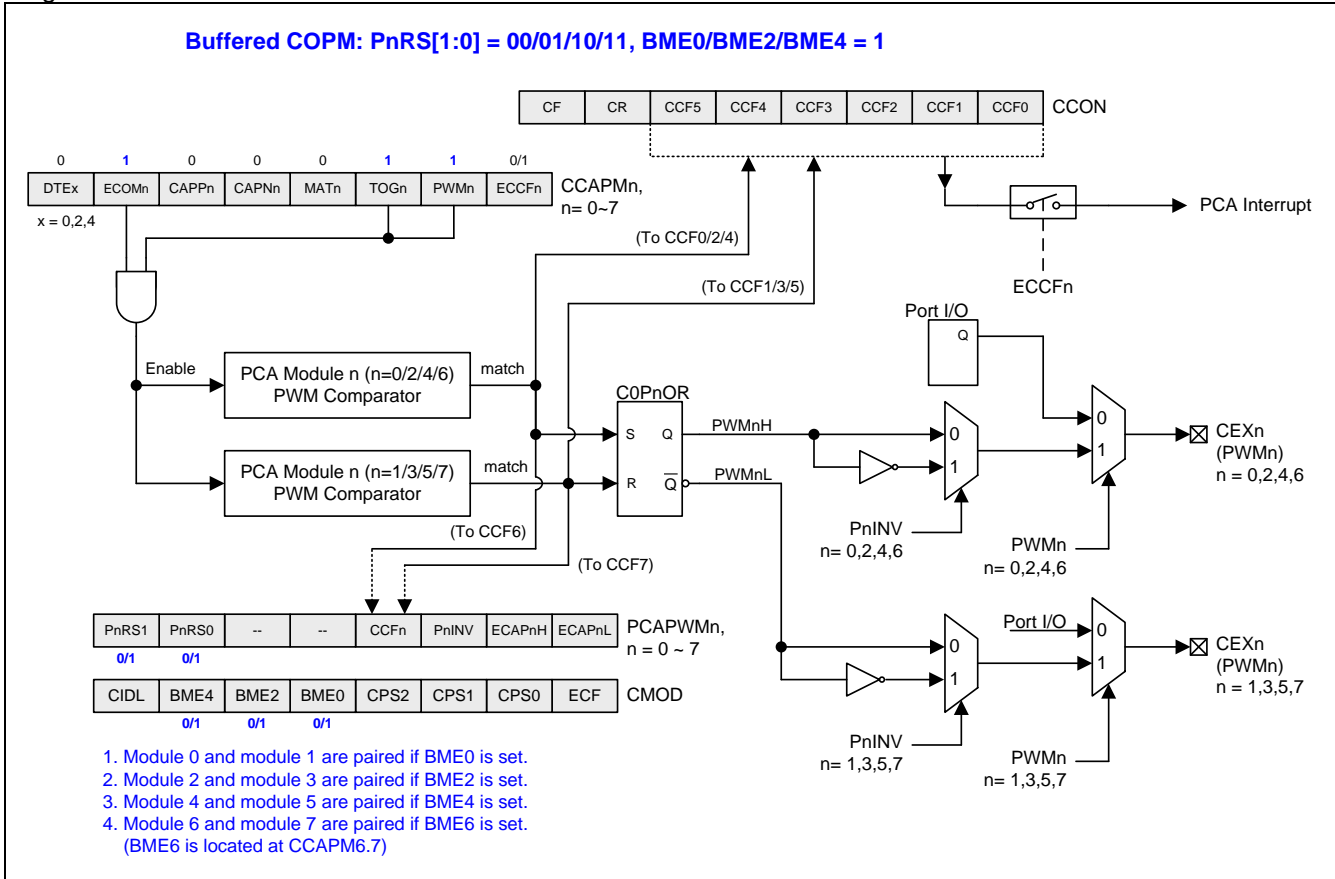 Buffered COPM: PnRS[1:0] = 00/01/10/11, BME0/BME2/BME4 = 1
CF CR CCF5 CCF4 CCF3 CCF2 CCF1 CCF0 CCON
0 1 0 0 0 1 1 0/1
DTEx ECOMn CAPPn CAPNn MATn TOGn PWMn ECCFn CCAPMn,
n= 0~7
x = 0,2,4
PCA Interrupt
(To CCF0/2/4)
(To CCF1/3/5)
ECCFn
Port I/O
Q
Enable
PCA Module n (n=0/2/4/6)
PWM Comparator
match
C0PnOR
S Q
PWMnH
R Q
PWMnL
0
1
0
1
CEXn
(PWMn)
n = 0,2,4,6
PCA Module n (n=1/3/5/7)
PWM Comparator
match
PnINV
n= 0,2,4,6
PWMn
n= 0,2,4,6
(To CCF6)
(To CCF7)
PnRS1 PnRS0 -- -- CCFn PnINV ECAPnH ECAPnL PCAPWMn,
n = 0 ~ 7
0/1 0/1
CIDL BME4 BME2 BME0 CPS2 CPS1 CPS0 ECF CMOD
0/1 0/1 0/1
Port I/O
0
1
0
1
CEXn
(PWMn)
n = 1,3,5,7
PnINV
n= 1,3,5,7
PWMn
n= 1,3,5,7
1. Module 0 and module 1 are paired if BME0 is set.
2. Module 2 and module 3 are paired if BME2 is set.
3. Module 4 and module 5 are paired if BME4 is set.
4. Module 6 and module 7 are paired if BME6 is set.
(BME6 is located at CCAPM6.7)